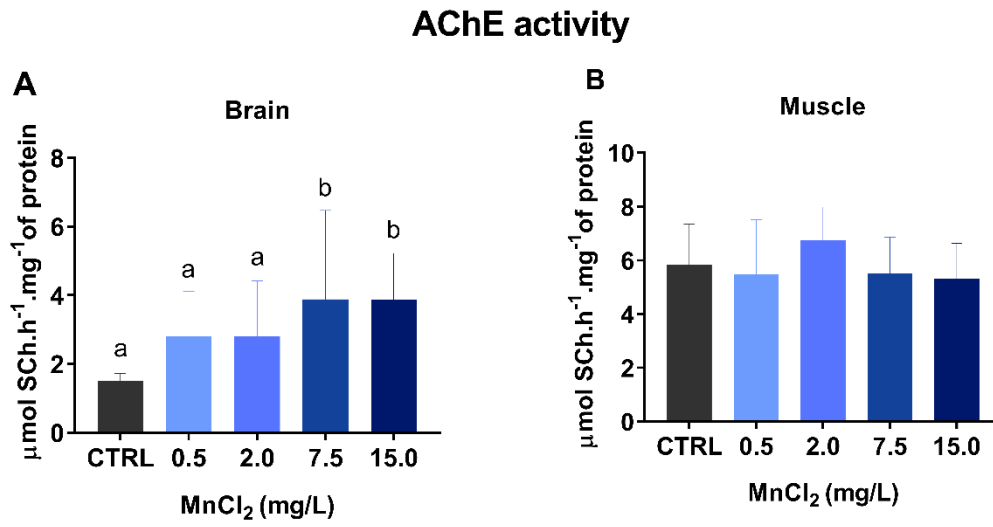 AChE activity
A
Brain
µmol SCh.h⁻¹.mg⁻¹of protein
8
6
4
2
0
a
a
a
b
b
CTRL 0.5 2.0 7.5 15.0
MnCl₂ (mg/L)
B
Muscle
µmol SCh.h⁻¹.mg⁻¹of protein
10
8
6
4
2
0
CTRL 0.5 2.0 7.5 15.0
MnCl₂ (mg/L)